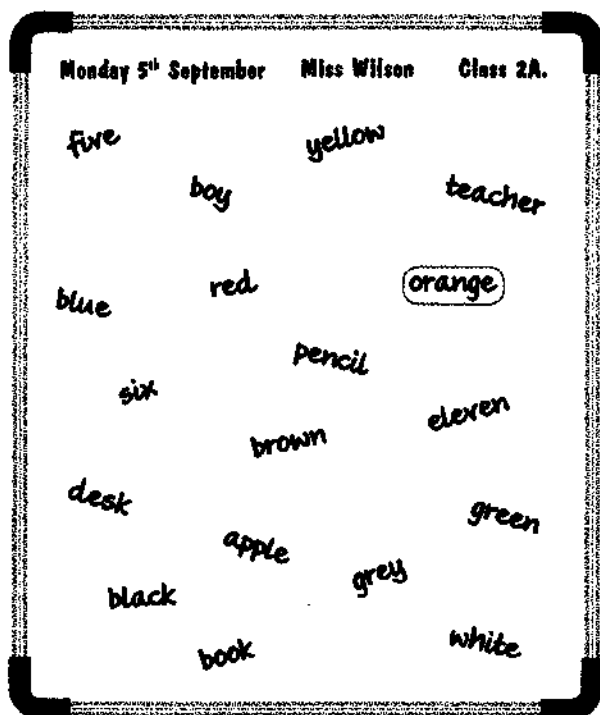 Monday 5th September Miss Wilson Class 2A.
five
yellow
boy
teacher
blue
red
orange
pencil
six
brown
eleven
desk
green
apple
grey
black
book
white